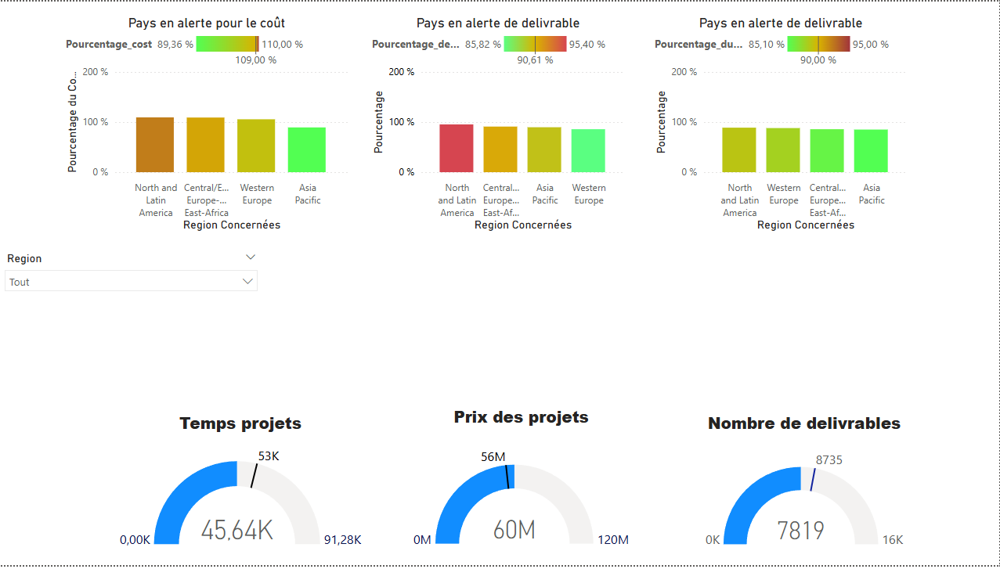 Pays en alerte pour le coût
Pourcentage_cost 89,36 % 110,00 %
109,00 %
200 %
100 %
0 %
Pourcentage du Co...
North and Latin America
Central/E... Europe-... East-Africa
Western Europe
Asia Pacific
Region Concernées
Pays en alerte de delivrable
Pourcentage_de... 85,82 % 95,40 %
90,61 %
200 %
100 %
0 %
Pourcentage
North and Latin America
Central... Europe... East-Af...
Asia Pacific
Western Europe
Region Concernées
Pays en alerte de delivrable
Pourcentage_du... 85,10 % 95,00 %
90,00 %
200 %
100 %
0 %
Pourcentage
North and Latin America
Western Europe
Central... Europe... East-Af...
Asia Pacific
Region Concernées
Region
Tout
Temps projets
53K
45,64K
0,00K
91,28K
Prix des projets
56M
60M
0M
120M
Nombre de delivrables
8735
7819
0K
16K